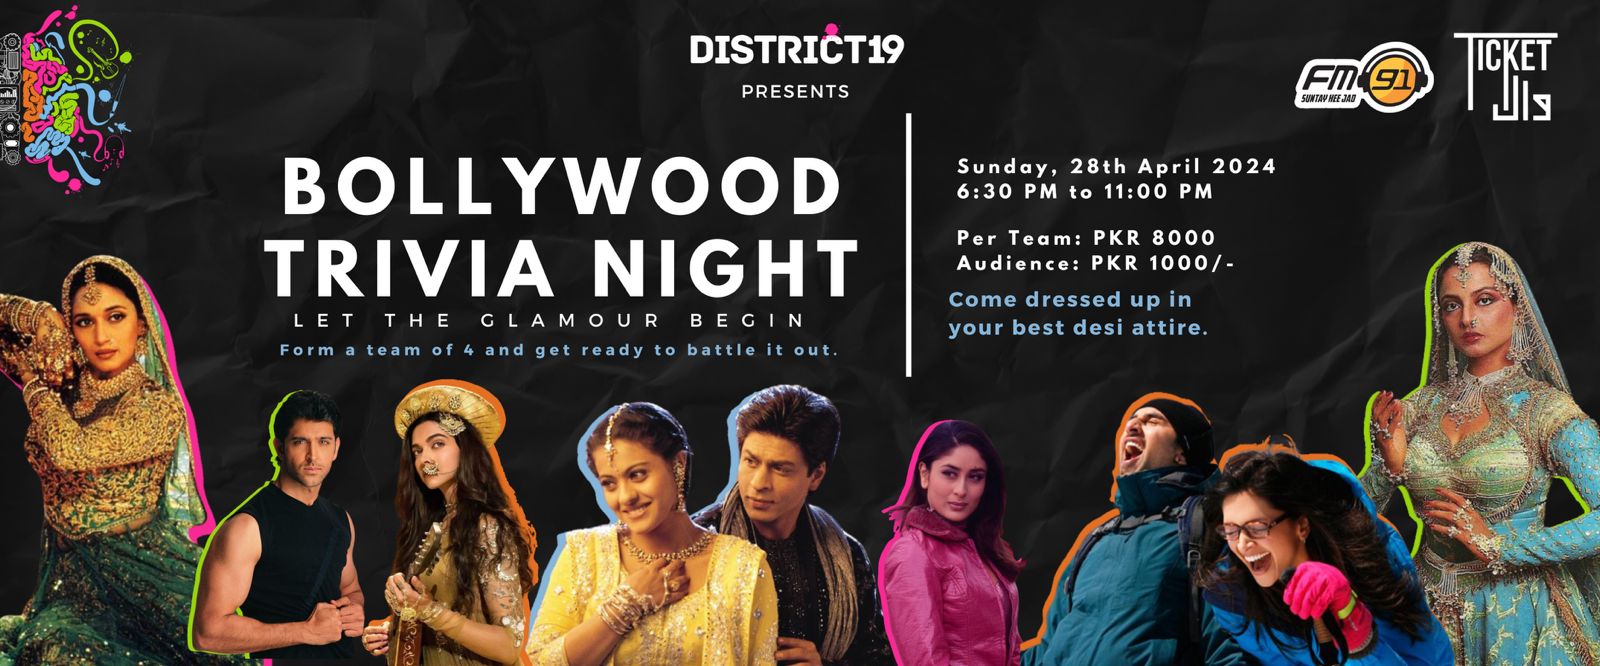 DISTRICT19
PRESENTS
BOLLYWOOD
TRIVIA NIGHT
LET THE GLAMOUR BEGIN
Form a team of 4 and get ready to battle it out.
Sunday, 28th April 2024
6:30 PM to 11:00 PM
Per Team: PKR 8000
Audience: PKR 1000/-
Come dressed up in
your best desi attire.
FM 91
SUNTAY HEE JAO
TICKET
والا